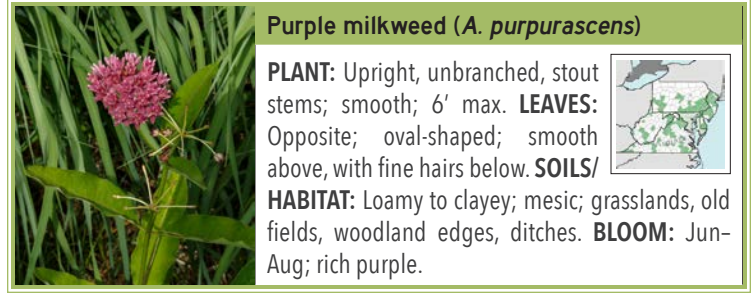 Purple milkweed (A. purpurascens)
PLANT: Upright, unbranched, stout
stems; smooth; 6’ max. LEAVES:
Opposite; oval-shaped; smooth
above, with fine hairs below. SOILS/
HABITAT: Loamy to clayey; mesic; grasslands, old
fields, woodland edges, ditches. BLOOM: Jun–
Aug; rich purple.